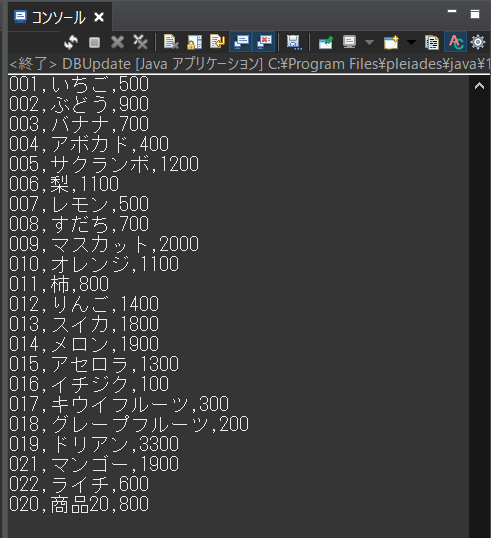 コンソール
<終了> DBUpdate [Java アプリケーション] C:¥Program Files¥pleiades¥java¥1
001,いちご,500
002,ぶどう,900
003,バナナ,700
004,アボカド,400
005,サクランボ,1200
006,梨,1100
007,レモン,500
008,すだち,700
009,マスカット,2000
010,オレンジ,1100
011,柿,800
012,りんご,1400
013,スイカ,1800
014,メロン,1900
015,アセロラ,1300
016,イチジク,100
017,キウイフルーツ,300
018,グレープフルーツ,200
019,ドリアン,3300
021,マンゴー,1900
022,ライチ,600
020,商品20,800